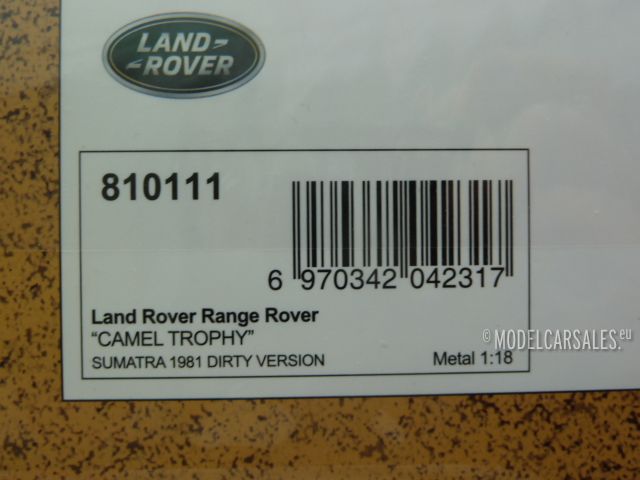 LAND
ROVER
810111
6 970342 042317
Land Rover Range Rover
“CAMEL TROPHY”
SUMATRA 1981 DIRTY VERSION
Metal 1:18
© MODELCARSALES.eu